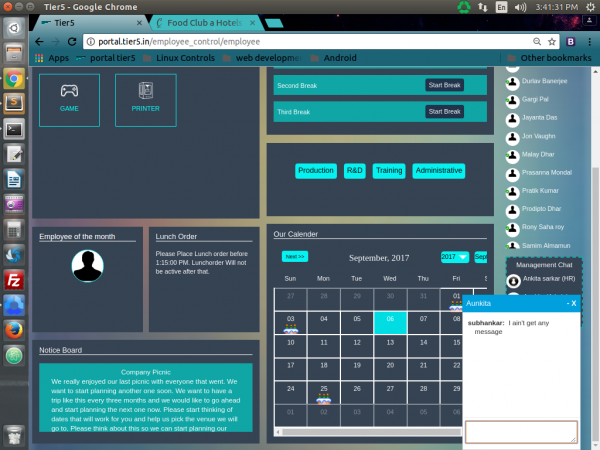 Tier5 - Google Chrome
En
3:41:31 PM
Tier5
Food Club a Hotels
portal.tier5.in/employee_control/employee
Apps
portal tier5
Linux Controls
web developme
Android
Other bookmarks
GAME
PRINTER
Second Break
Start Break
Third Break
Start Break
Production
R&D
Training
Administrative
Durlav Banerjee
Gargi Pal
Jayanta Das
Jon Vaughn
Malay Dhar
Prasanna Mondal
Pratik Kumar
Prodipto Dhar
Rony Saha roy
Sainim Almamun
Management Chat
Ankita sarkar (HR)
Employee of the month
Lunch Order
Please Place Lunch order before
1:15:00 PM. Lunchorder Will not
be active after that.
Our Calender
Next >>
September, 2017
2017
Sept
Sun Mon Tue Wed Thu Fri S
27 28 29 30 31 01
03 04 05 06 07 08
10 11 12 13 14
17 18 19 20 21
24 25 26 27 28
01 02 03 04 05
Notice Board
Company Picnic
We really enjoyed our last picnic with everyone that went. We
want to start planning another one soon. We want to have a
trip like this every three months and we would like to go ahead
and start planning the next one now. Please start thinking of
dates that will work for you and help us pick the venue we will
go to. Please think about this so we can start planning our
Aunkita
- X
subhankar: I ain't get any
message